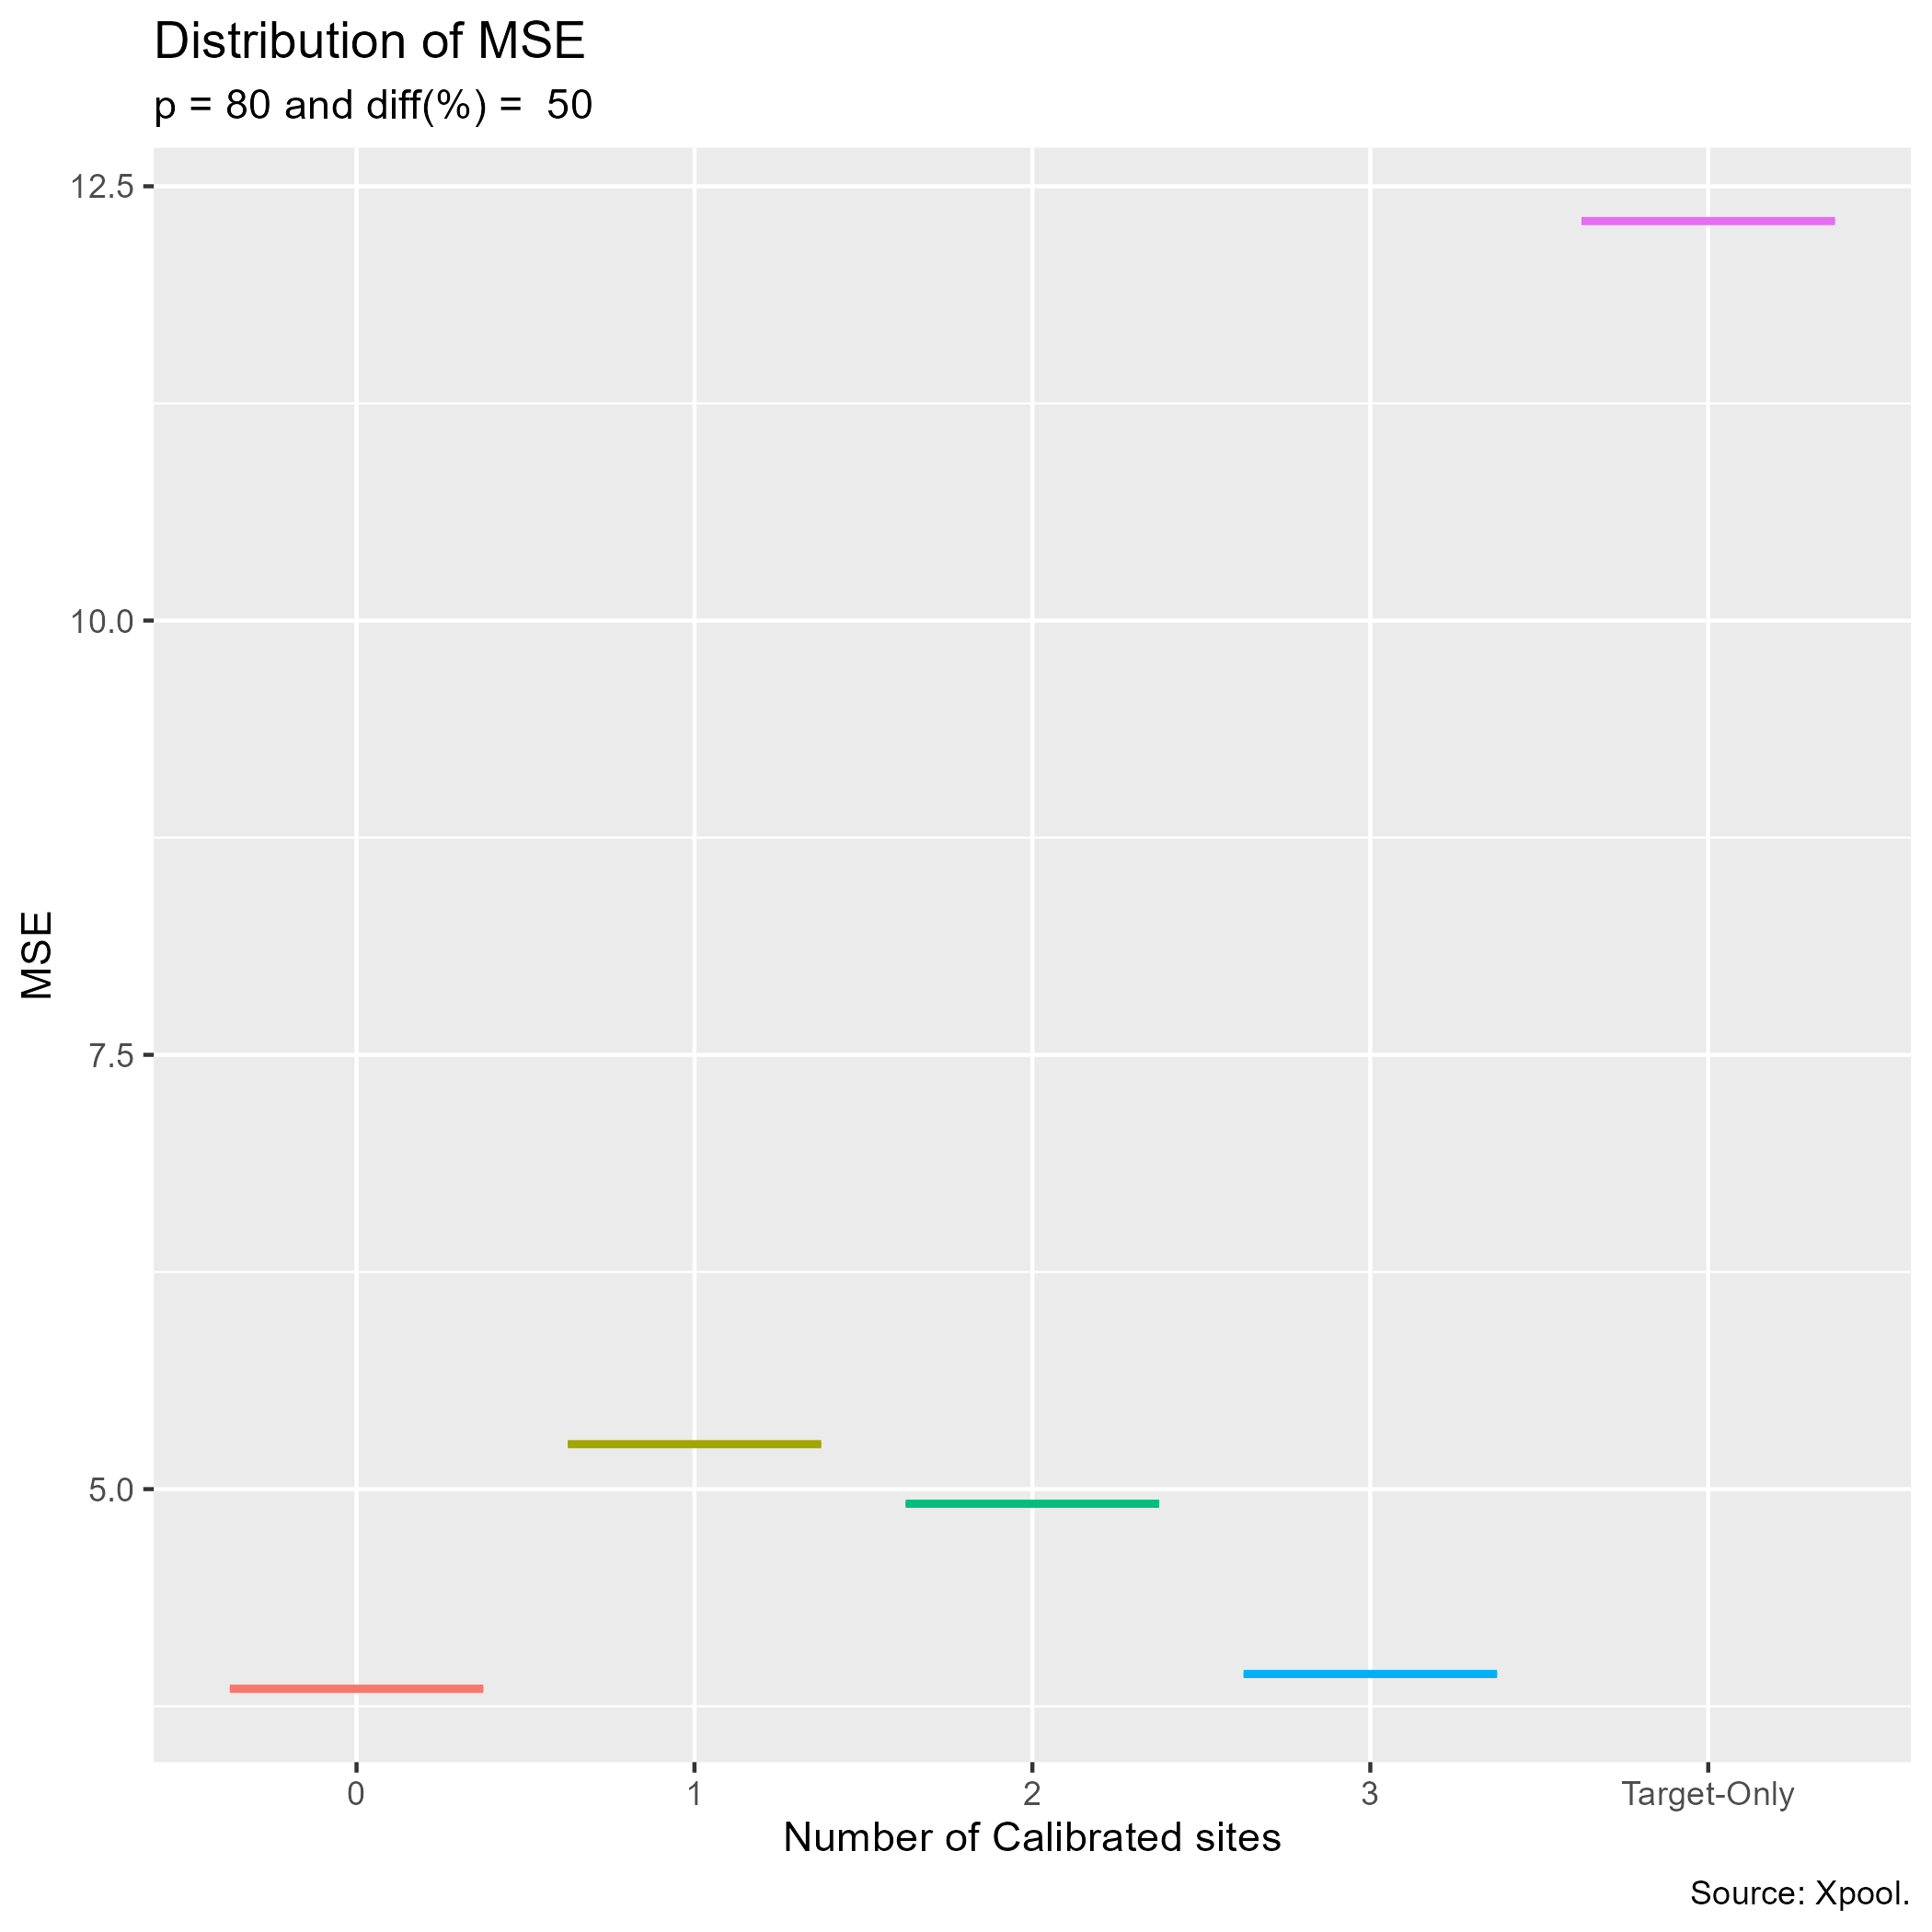 Distribution of MSE
p = 80 and diff(%) =  50
12.5
10.0
7.5
5.0
MSE
0 1 2 3 Target-Only
Number of Calibrated sites
Source: Xpool.